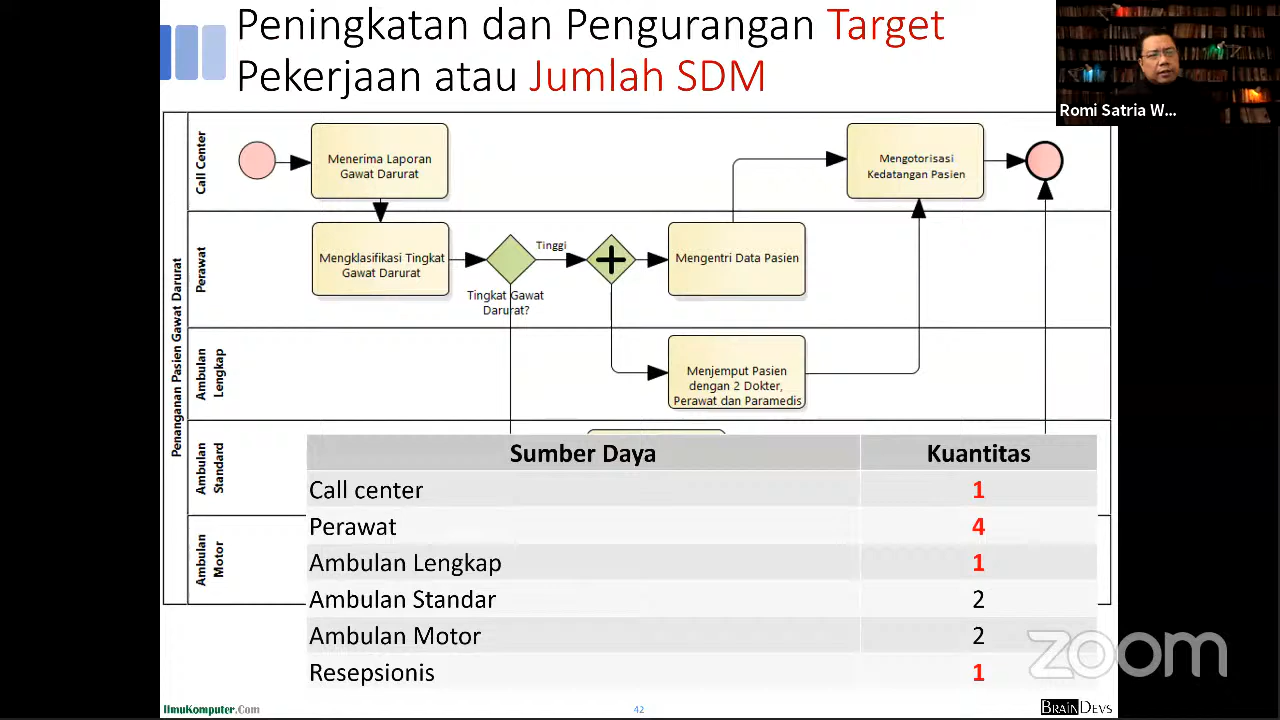 Peningkatan dan Pengurangan Target
Pekerjaan atau Jumlah SDM
Romi Satria W...
Penanganan Pasien Gawat Darurat
Call Center
Menerima Laporan
Gawat Darurat
Mengotorisasi
Kedatangan Pasien
Perawat
Mengklasifikasi Tingkat
Gawat Darurat
Tingkat Gawat
Darurat?
Tinggi
Mengentri Data Pasien
Ambulan
Lengkap
Menjemput Pasien
dengan 2 Dokter,
Perawat dan Paramedis
Ambulan
Standard
Ambulan
Motor
Sumber Daya Kuantitas
Call center 1
Perawat 4
Ambulan Lengkap 1
Ambulan Standar 2
Ambulan Motor 2
Resepsionis 1
zoom
IlmuKomputer.Com
42
BRAINDEVS